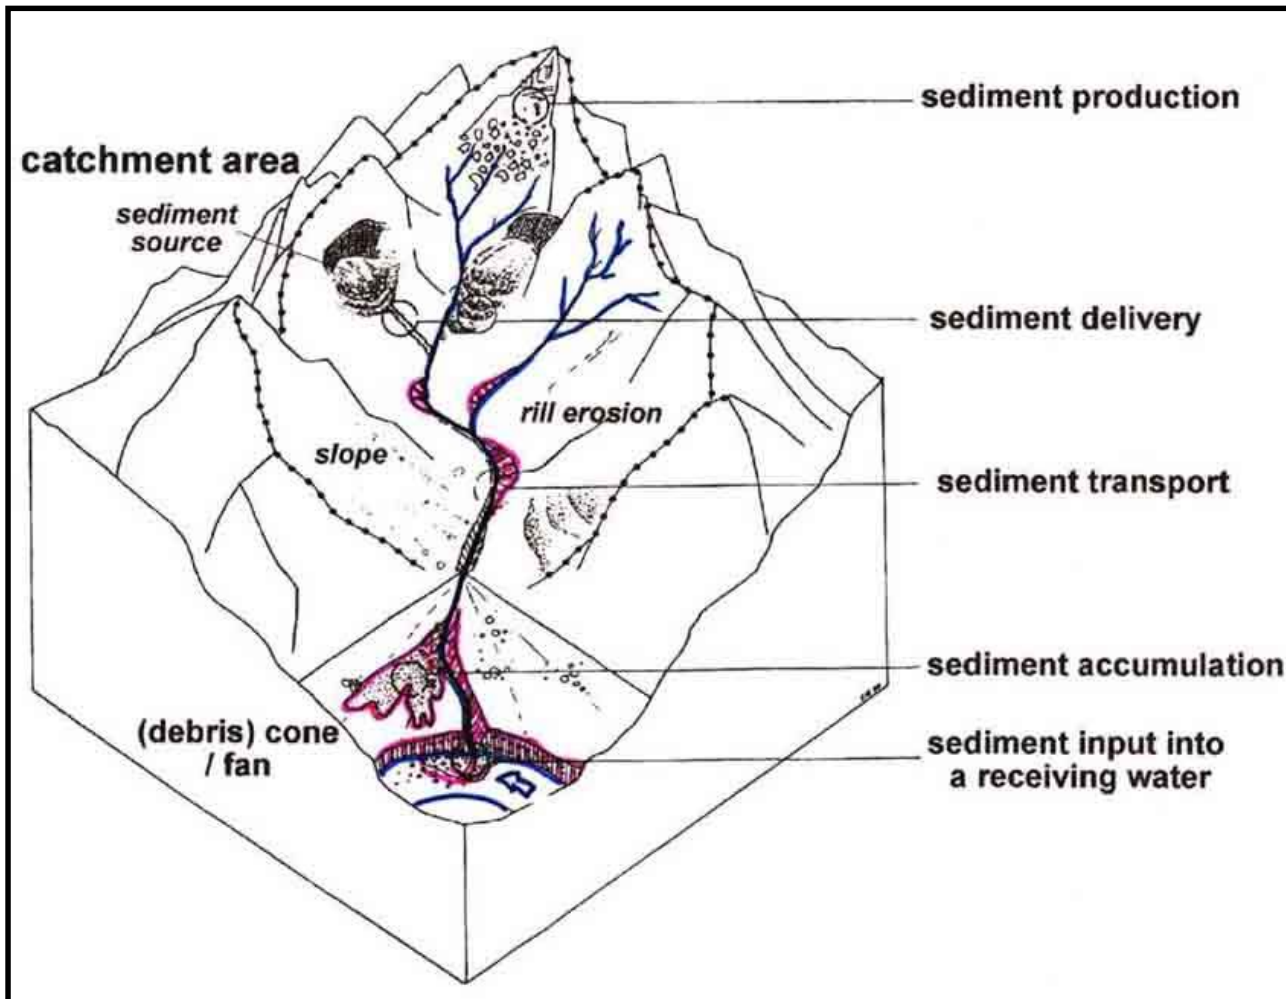 sediment production
catchment area
sediment
source
sediment delivery
rill erosion
slope
sediment transport
sediment accumulation
(debris) cone
/ fan
sediment input into
a receiving water